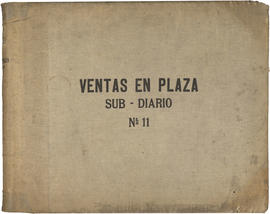 VENTAS EN PLAZA
SUB - DIARIO
Nº 11